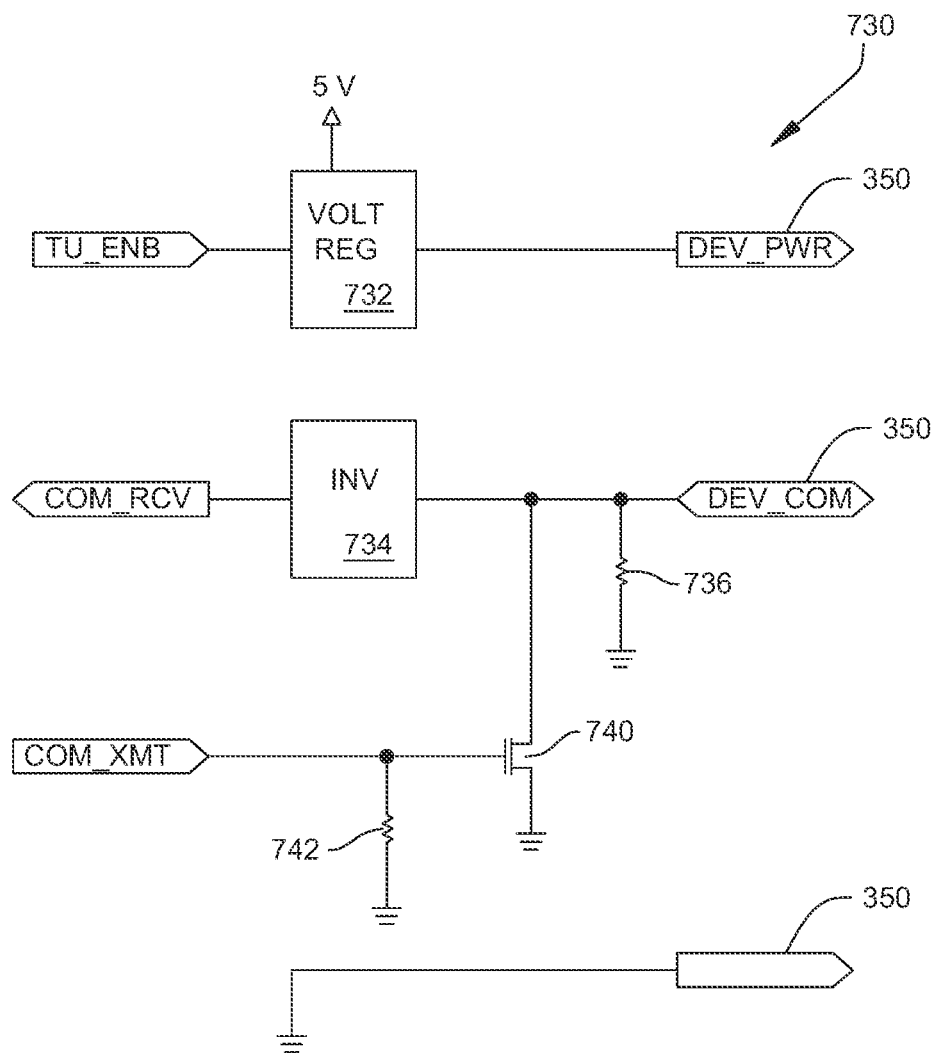 730
5 V
350
VOLT
REG
732
TU_ENB
DEV_PWR
350
COM_RCV
INV
734
DEV_COM
736
COM_XMT
740
742
350